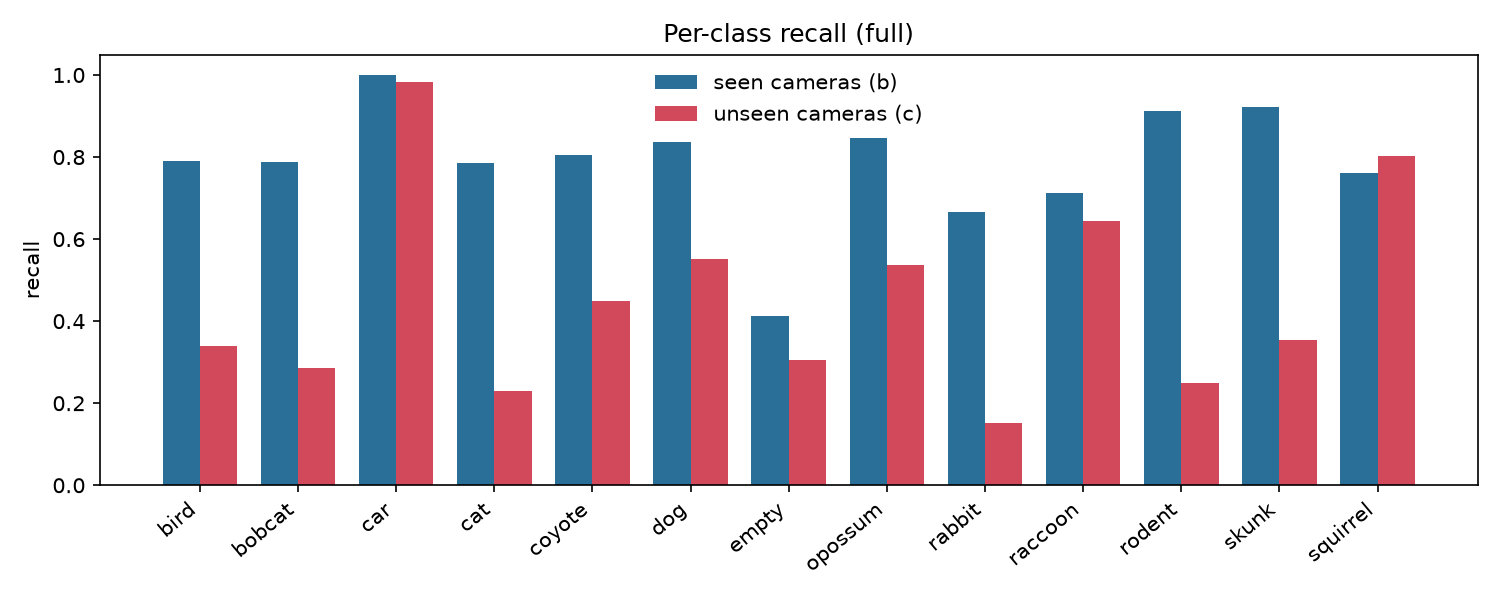 Per-class recall (full)
seen cameras (b)
unseen cameras (c)
recall
1.0
0.8
0.6
0.4
0.2
0.0
bird
bobcat
car
cat
coyote
dog
empty
opossum
rabbit
raccoon
rodent
skunk
squirrel